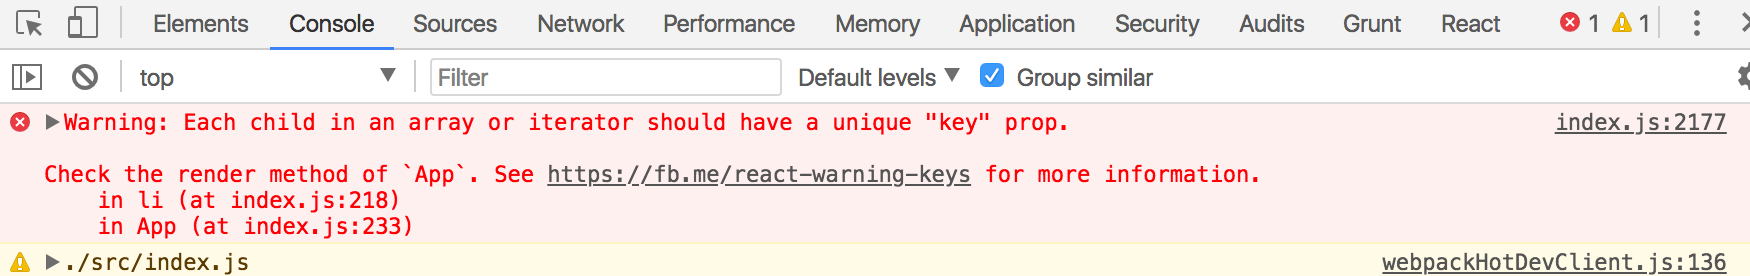 Elements Console Sources Network Performance Memory Application Security Audits Grunt React 1 1
top Filter Default levels Group similar
Warning: Each child in an array or iterator should have a unique "key" prop. index.js:2177
Check the render method of `App`. See https://fb.me/react-warning-keys for more information.
in li (at index.js:218)
in App (at index.js:233)
./src/index.js webpackHotDevClient.js:136